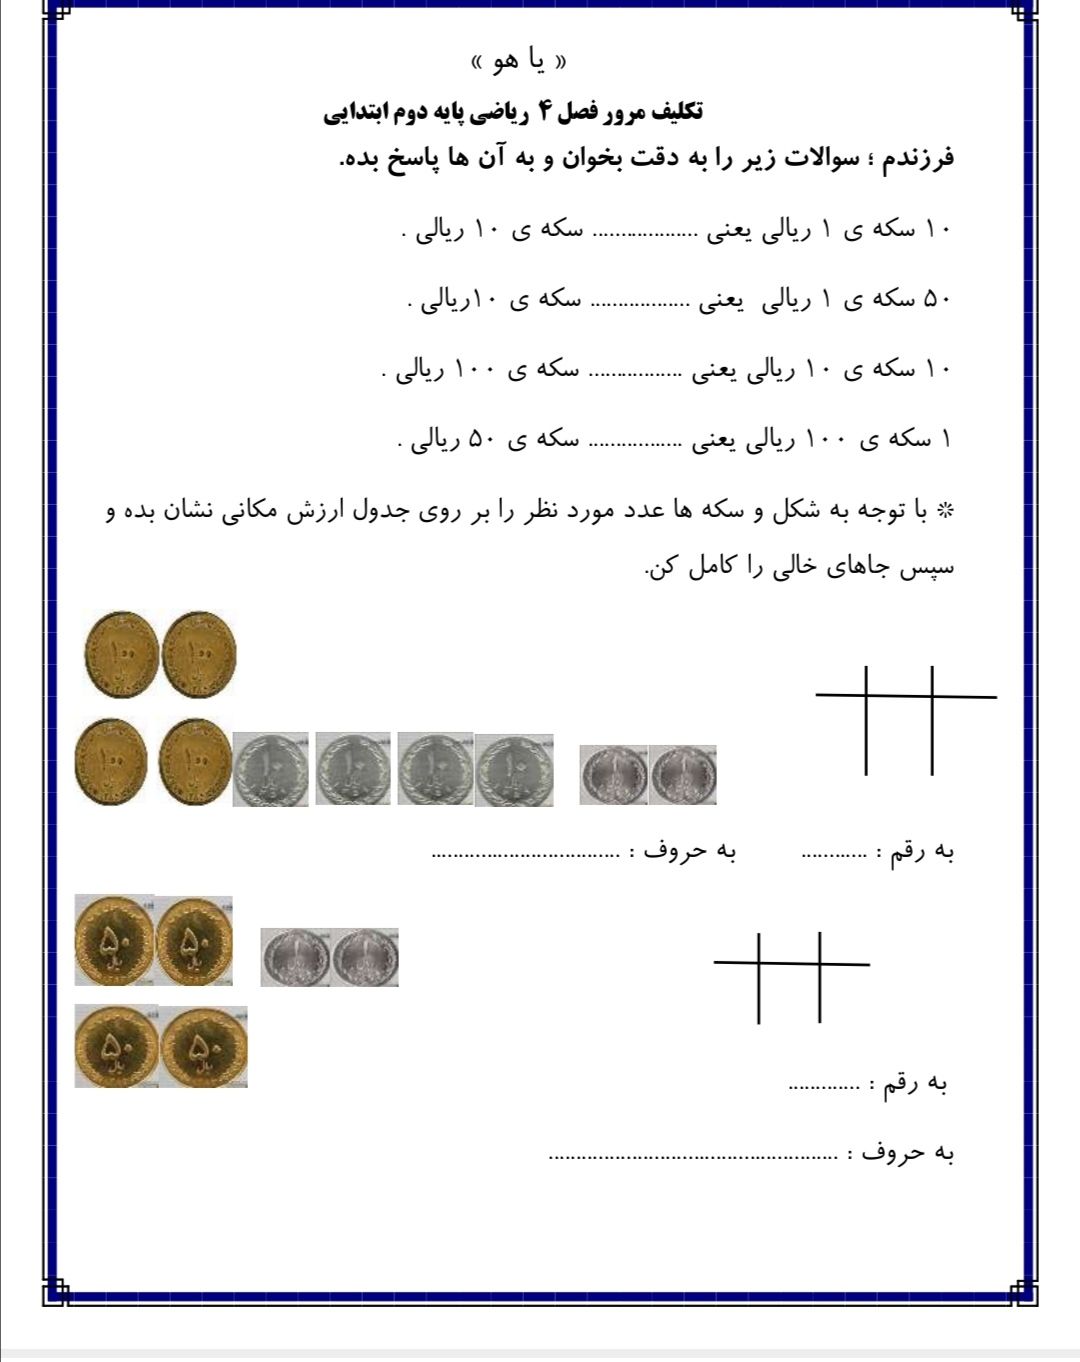 « یا هو »
تکلیف مرور فصل ۴ ریاضی پایه دوم ابتدایی
فرزندم ؛ سوالات زیر را به دقت بخوان و به آن ها پاسخ بده.
۱۰ سکه ی ۱ ریالی یعنی ................... سکه ی ۱۰ ریالی .
۵۰ سکه ی ۱ ریالی یعنی .................. سکه ی ۱۰ریالی .
۱۰ سکه ی ۱۰ ریالی یعنی ................. سکه ی ۱۰۰ ریالی .
۱ سکه ی ۱۰۰ ریالی یعنی ................. سکه ی ۵۰ ریالی .
※ با توجه به شکل و سکه ها عدد مورد نظر را بر روی جدول ارزش مکانی نشان بده و
سپس جاهای خالی را کامل کن.
۱۰۰ ۱۰۰
۱۰۰ ۱۰۰ ۱۰ ۱۰ ۱۰ ۱۰ ۱ ۱
به رقم : ............ به حروف : ..................................
۵۰ ریال ۵۰ ریال ۱ ۱
۵۰ ریال ۵۰ ریال
به رقم : .............
به حروف : ....................................................